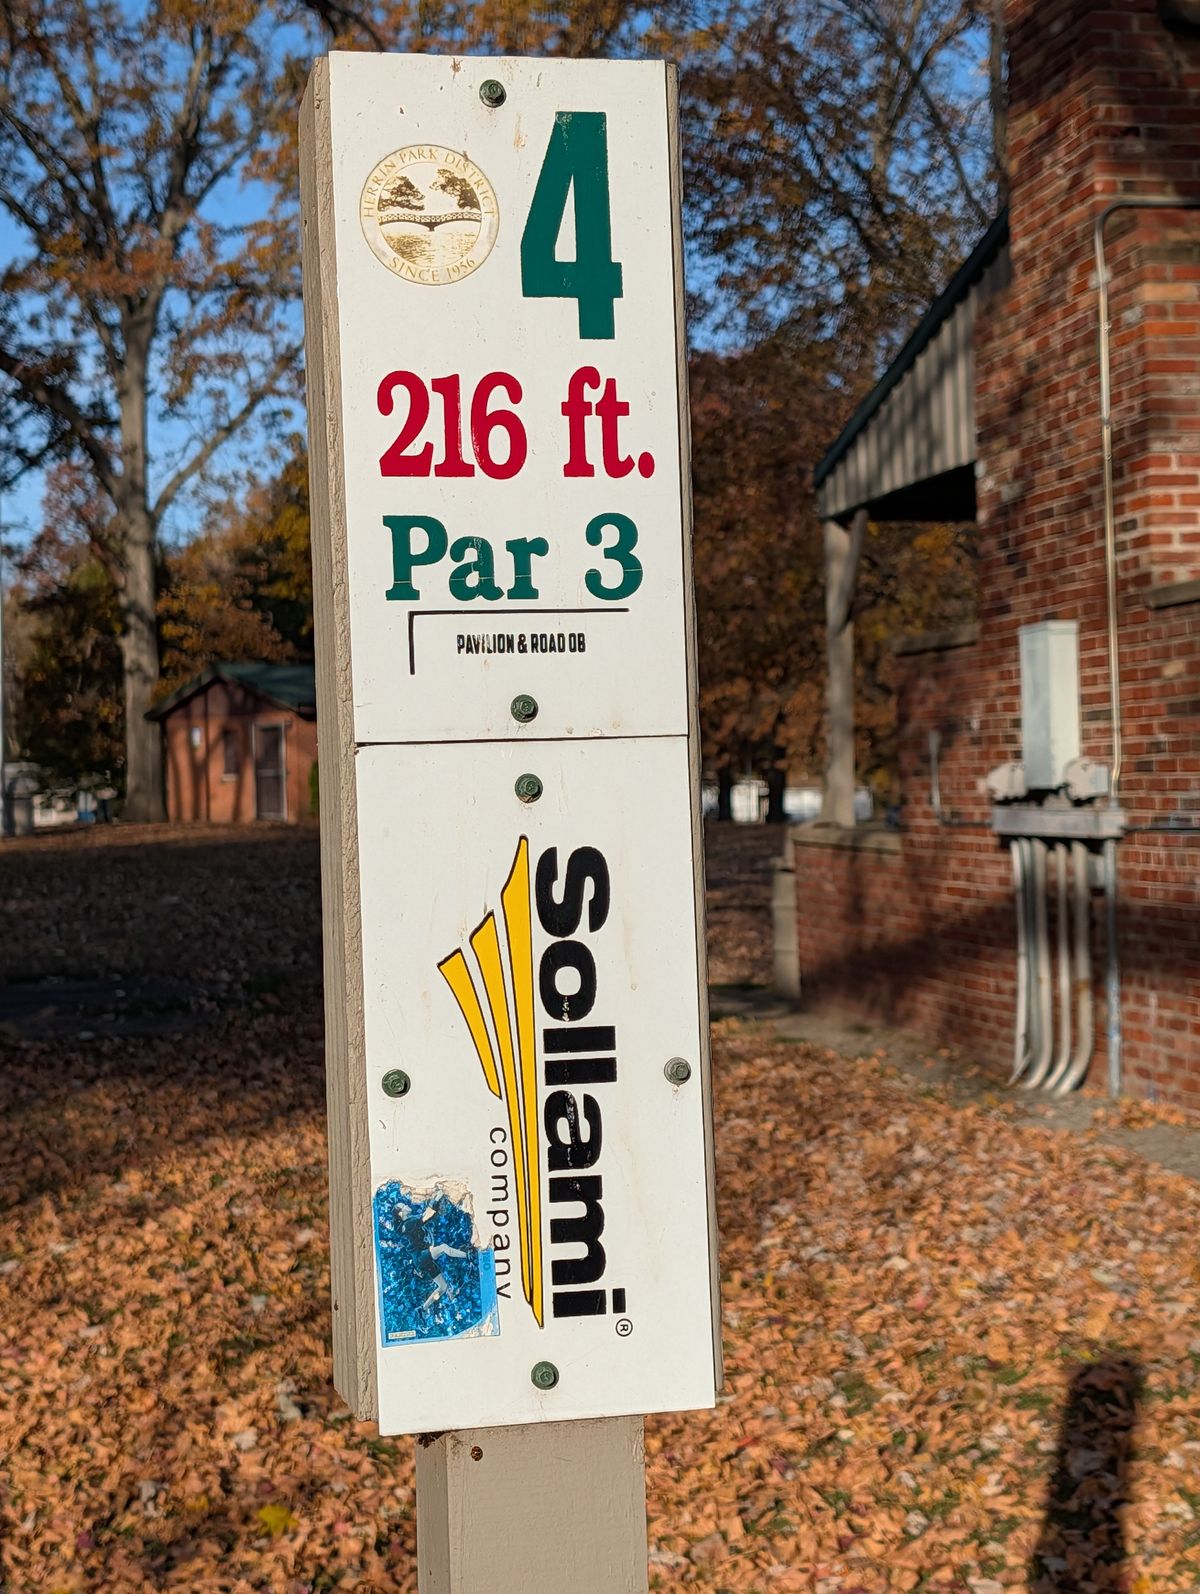 HERRIN PARK DISTRICT
SINCE 1956
4
216 ft.
Par 3
PAVILION & ROAD OB
Sollami
company
®